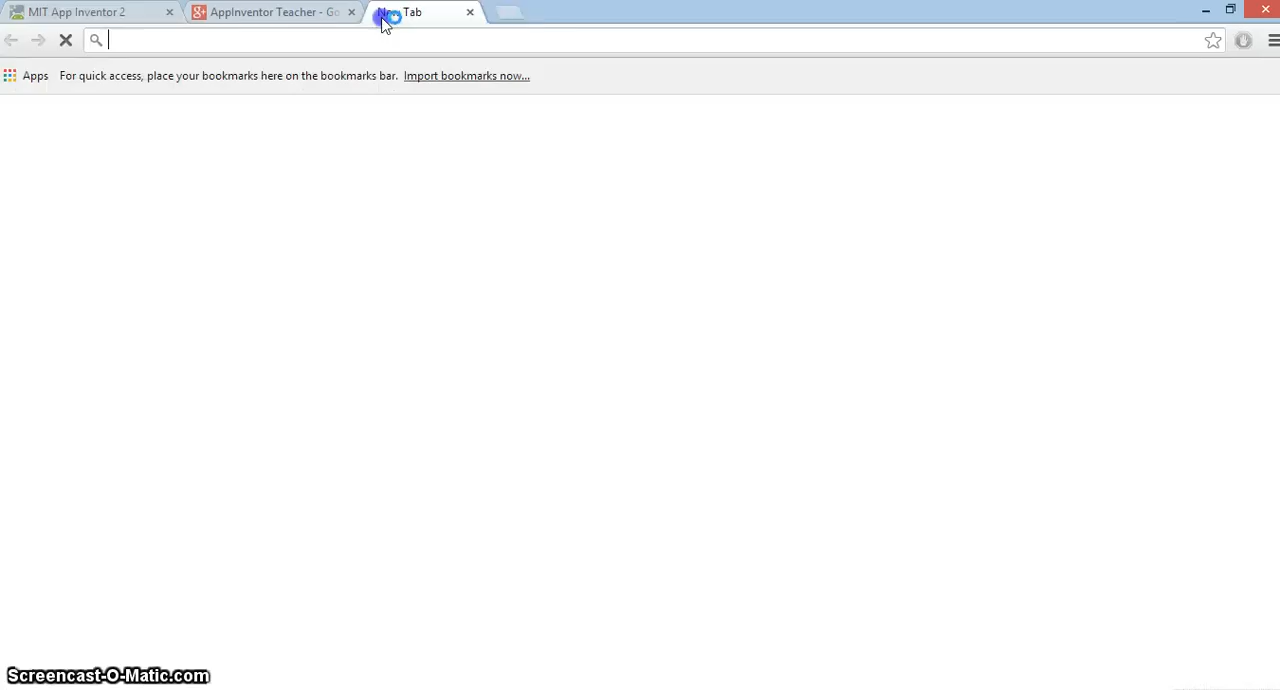 MIT App Inventor 2
AppInventor Teacher - Go
New Tab
Apps For quick access, place your bookmarks here on the bookmarks bar. Import bookmarks now...
Screencast-O-Matic.com